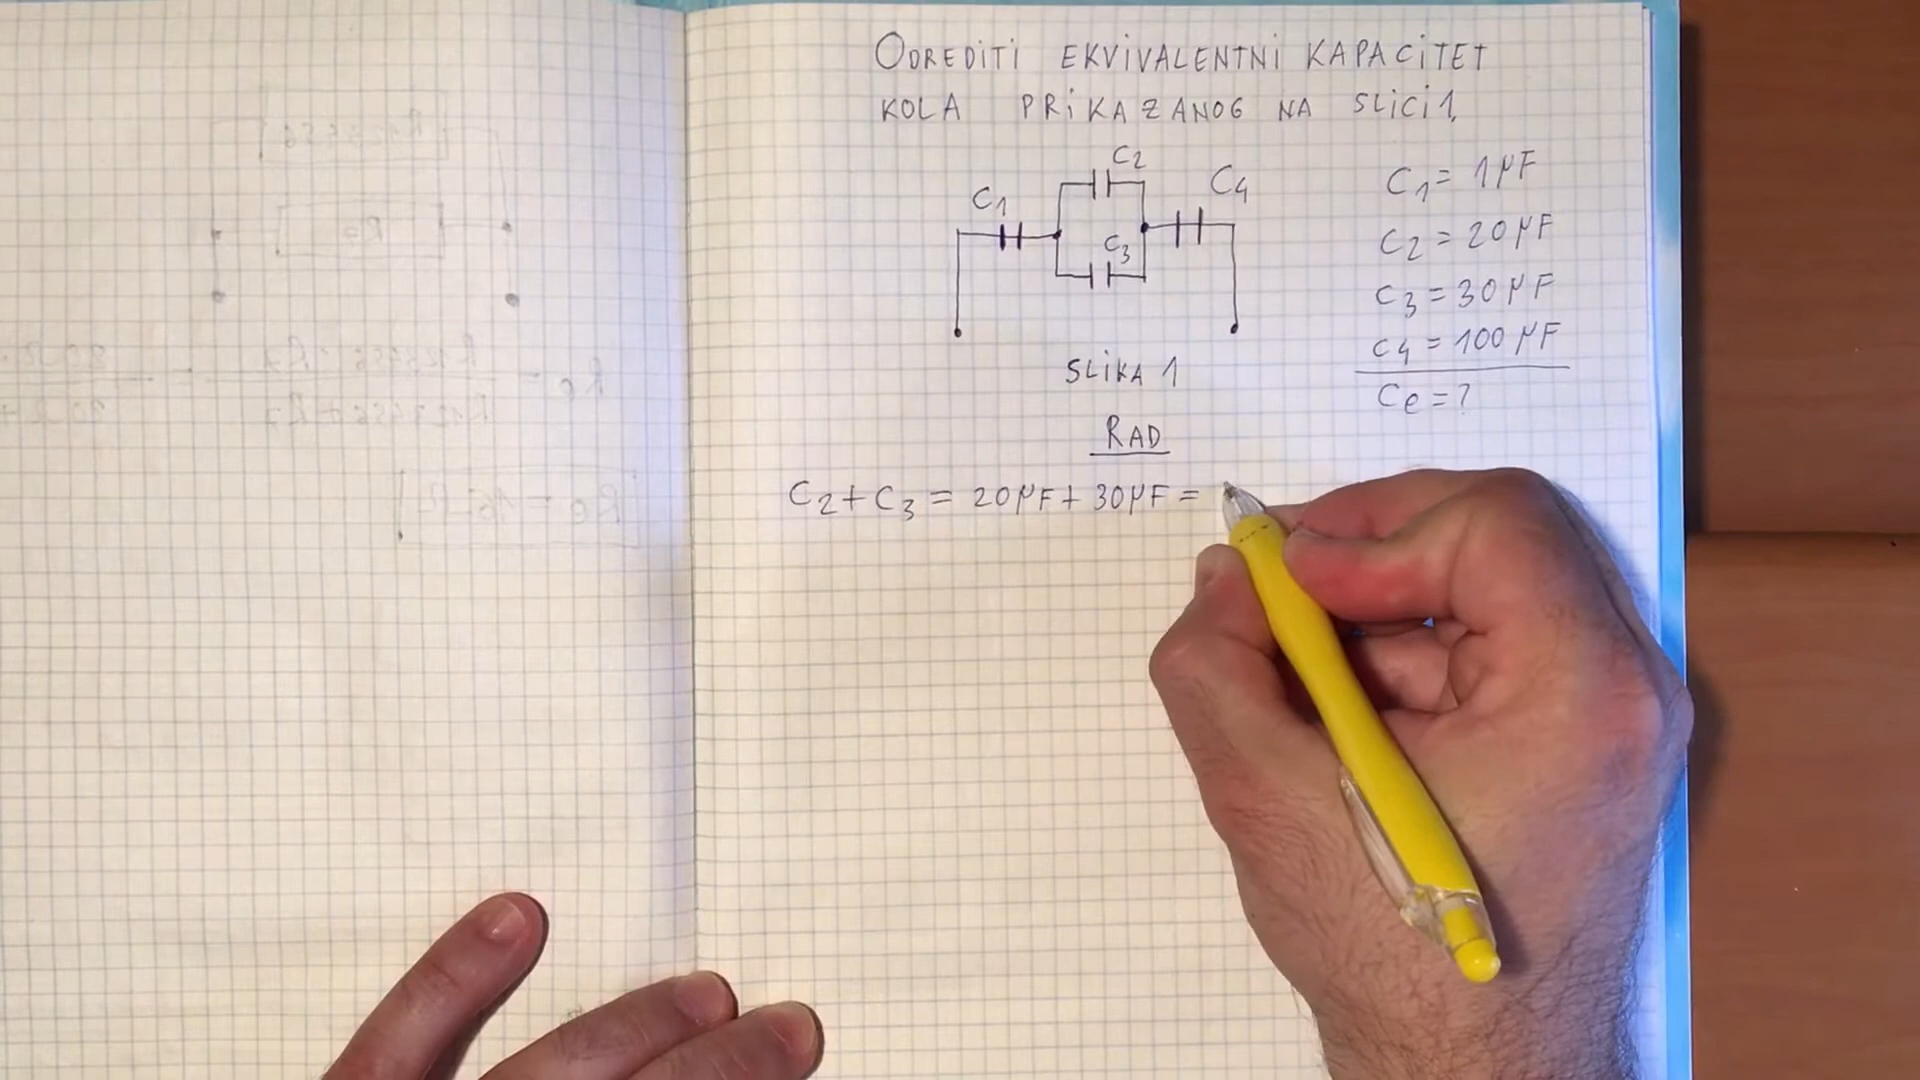 ODREDITI EKVIVALENTNI KAPACITET
KOLA PRIKAZANOG NA SLICI 1.
C2
C1
C4
C3
SLIKA 1
C1 = 1μF
C2 = 20μF
C3 = 30μF
C4 = 100μF
Ce = ?
RAD
C2 + C3 = 20μF + 30μF =